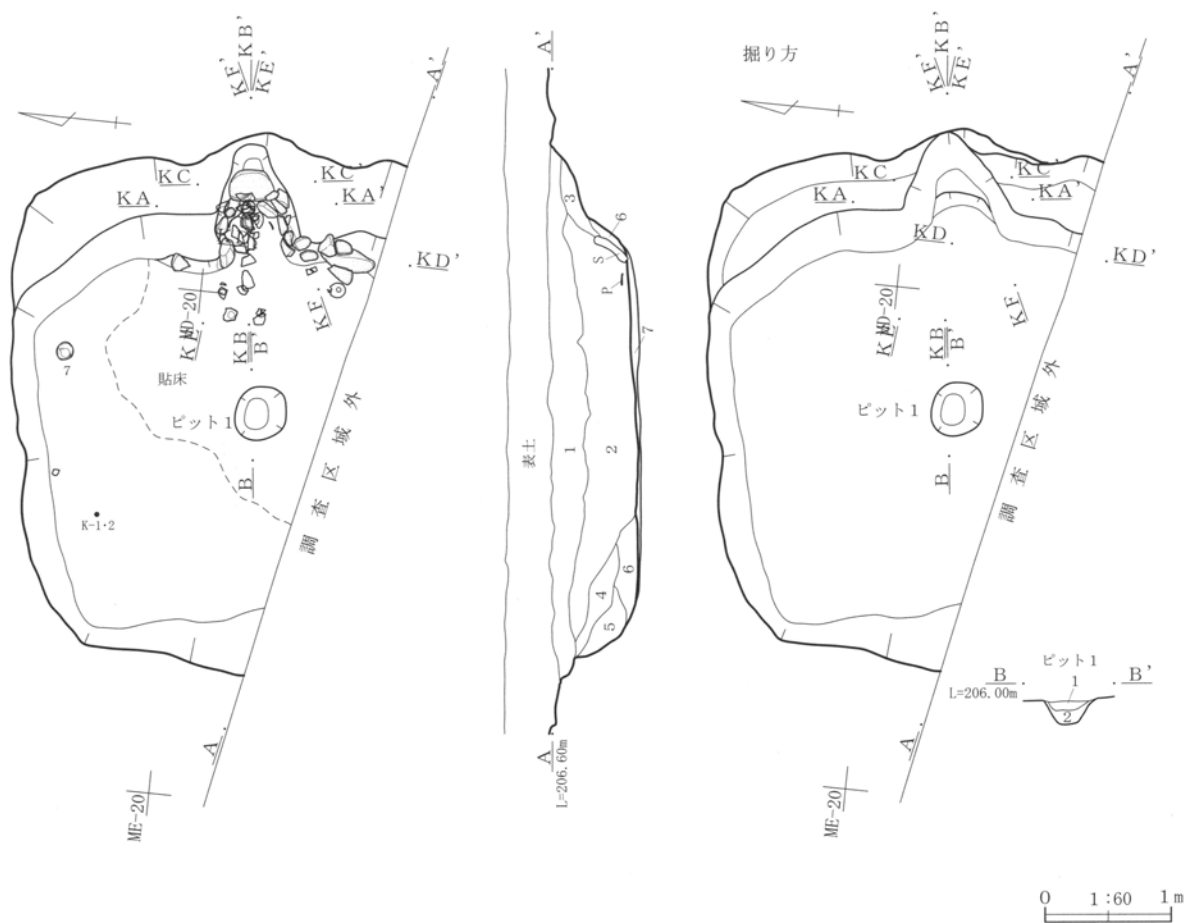 KF'
KB'
KE'
A'
KC
KC'
KA
KA'
KD'
MD-20
KE
KF
KB
B'
7
貼床
ピット1
B
K-1・2
調査区域外
A
ME-20
A'
表土
1
2
3
6
S
P
7
4
5
6
A
L=206.60m
掘り方
KF'
KB'
KE'
A'
KC
KC'
KA
KA'
KD
KD'
KE
KF
KB
B'
ピット1
B
調査区域外
A
ME-20
ピット1
B
B'
L=206.00m
1
2
0 1:60 1m